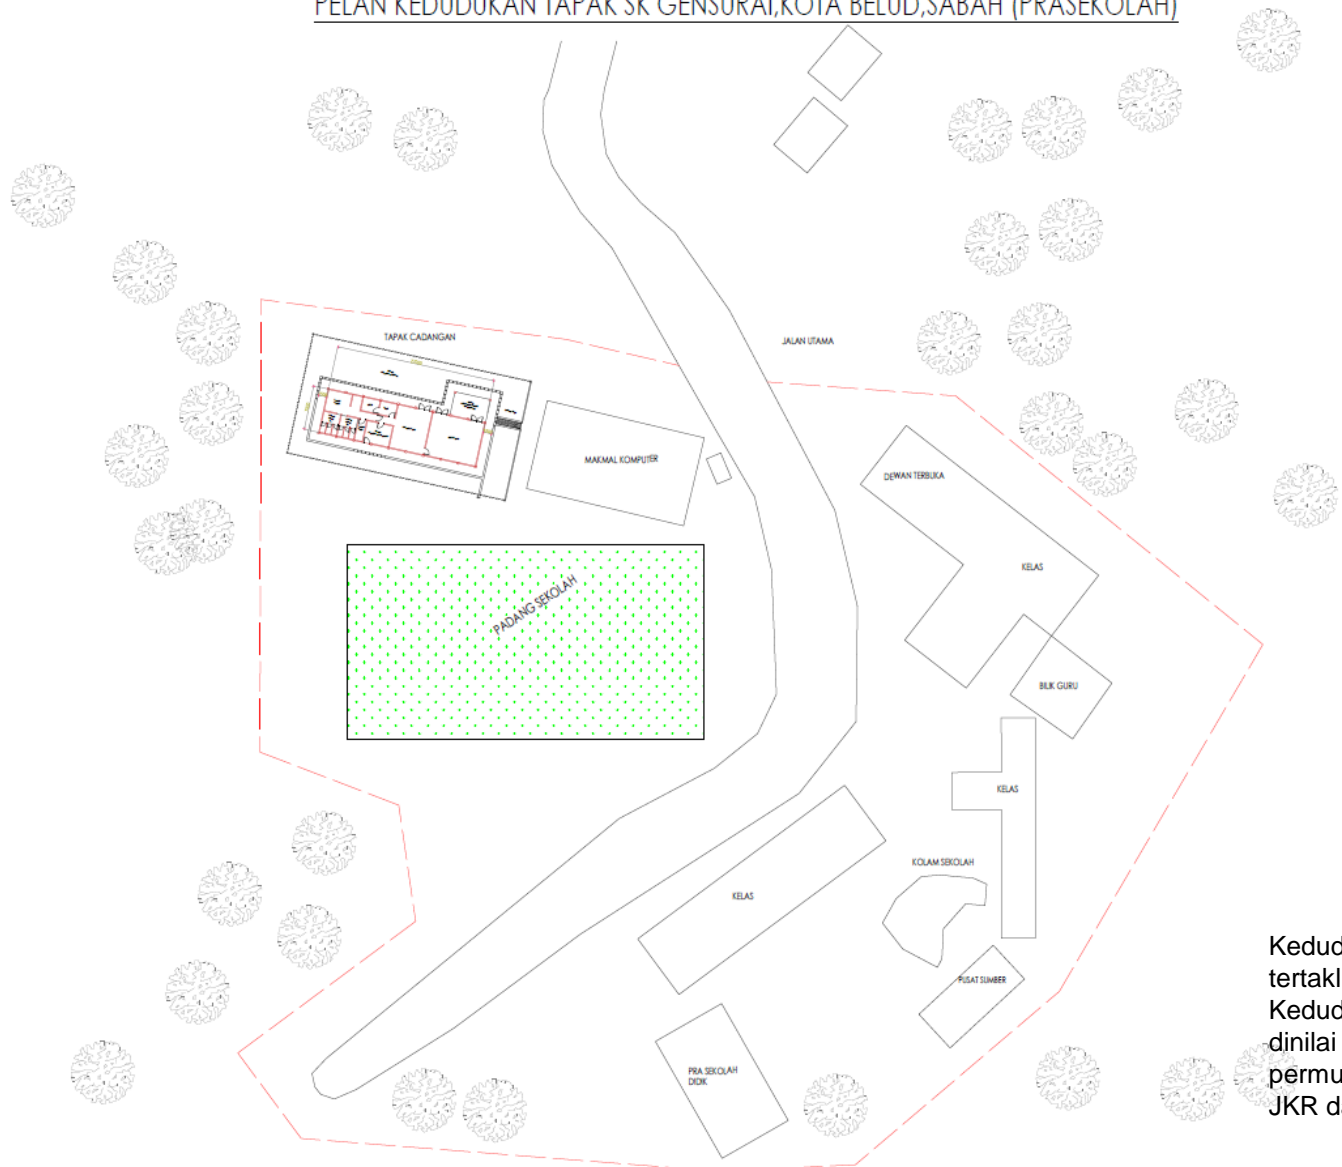 PELAN KEDUDUKAN TAPAK SK GENSURAI,KOTA BELUD,SABAH (PRASEKOLAH)
TAPAK CADANGAN
JALAN UTAMA
MAKMAL KOMPUTER
DEWAN TERBUKA
KELAS
PADANG SEKOLAH
BILIK GURU
KELAS
KOLAM SEKOLAH
KELAS
PUSAT SUMBER
PRA SEKOLAH
DIDIK
Kedud
tertakl
Kedud
dinilai
permu
JKR d